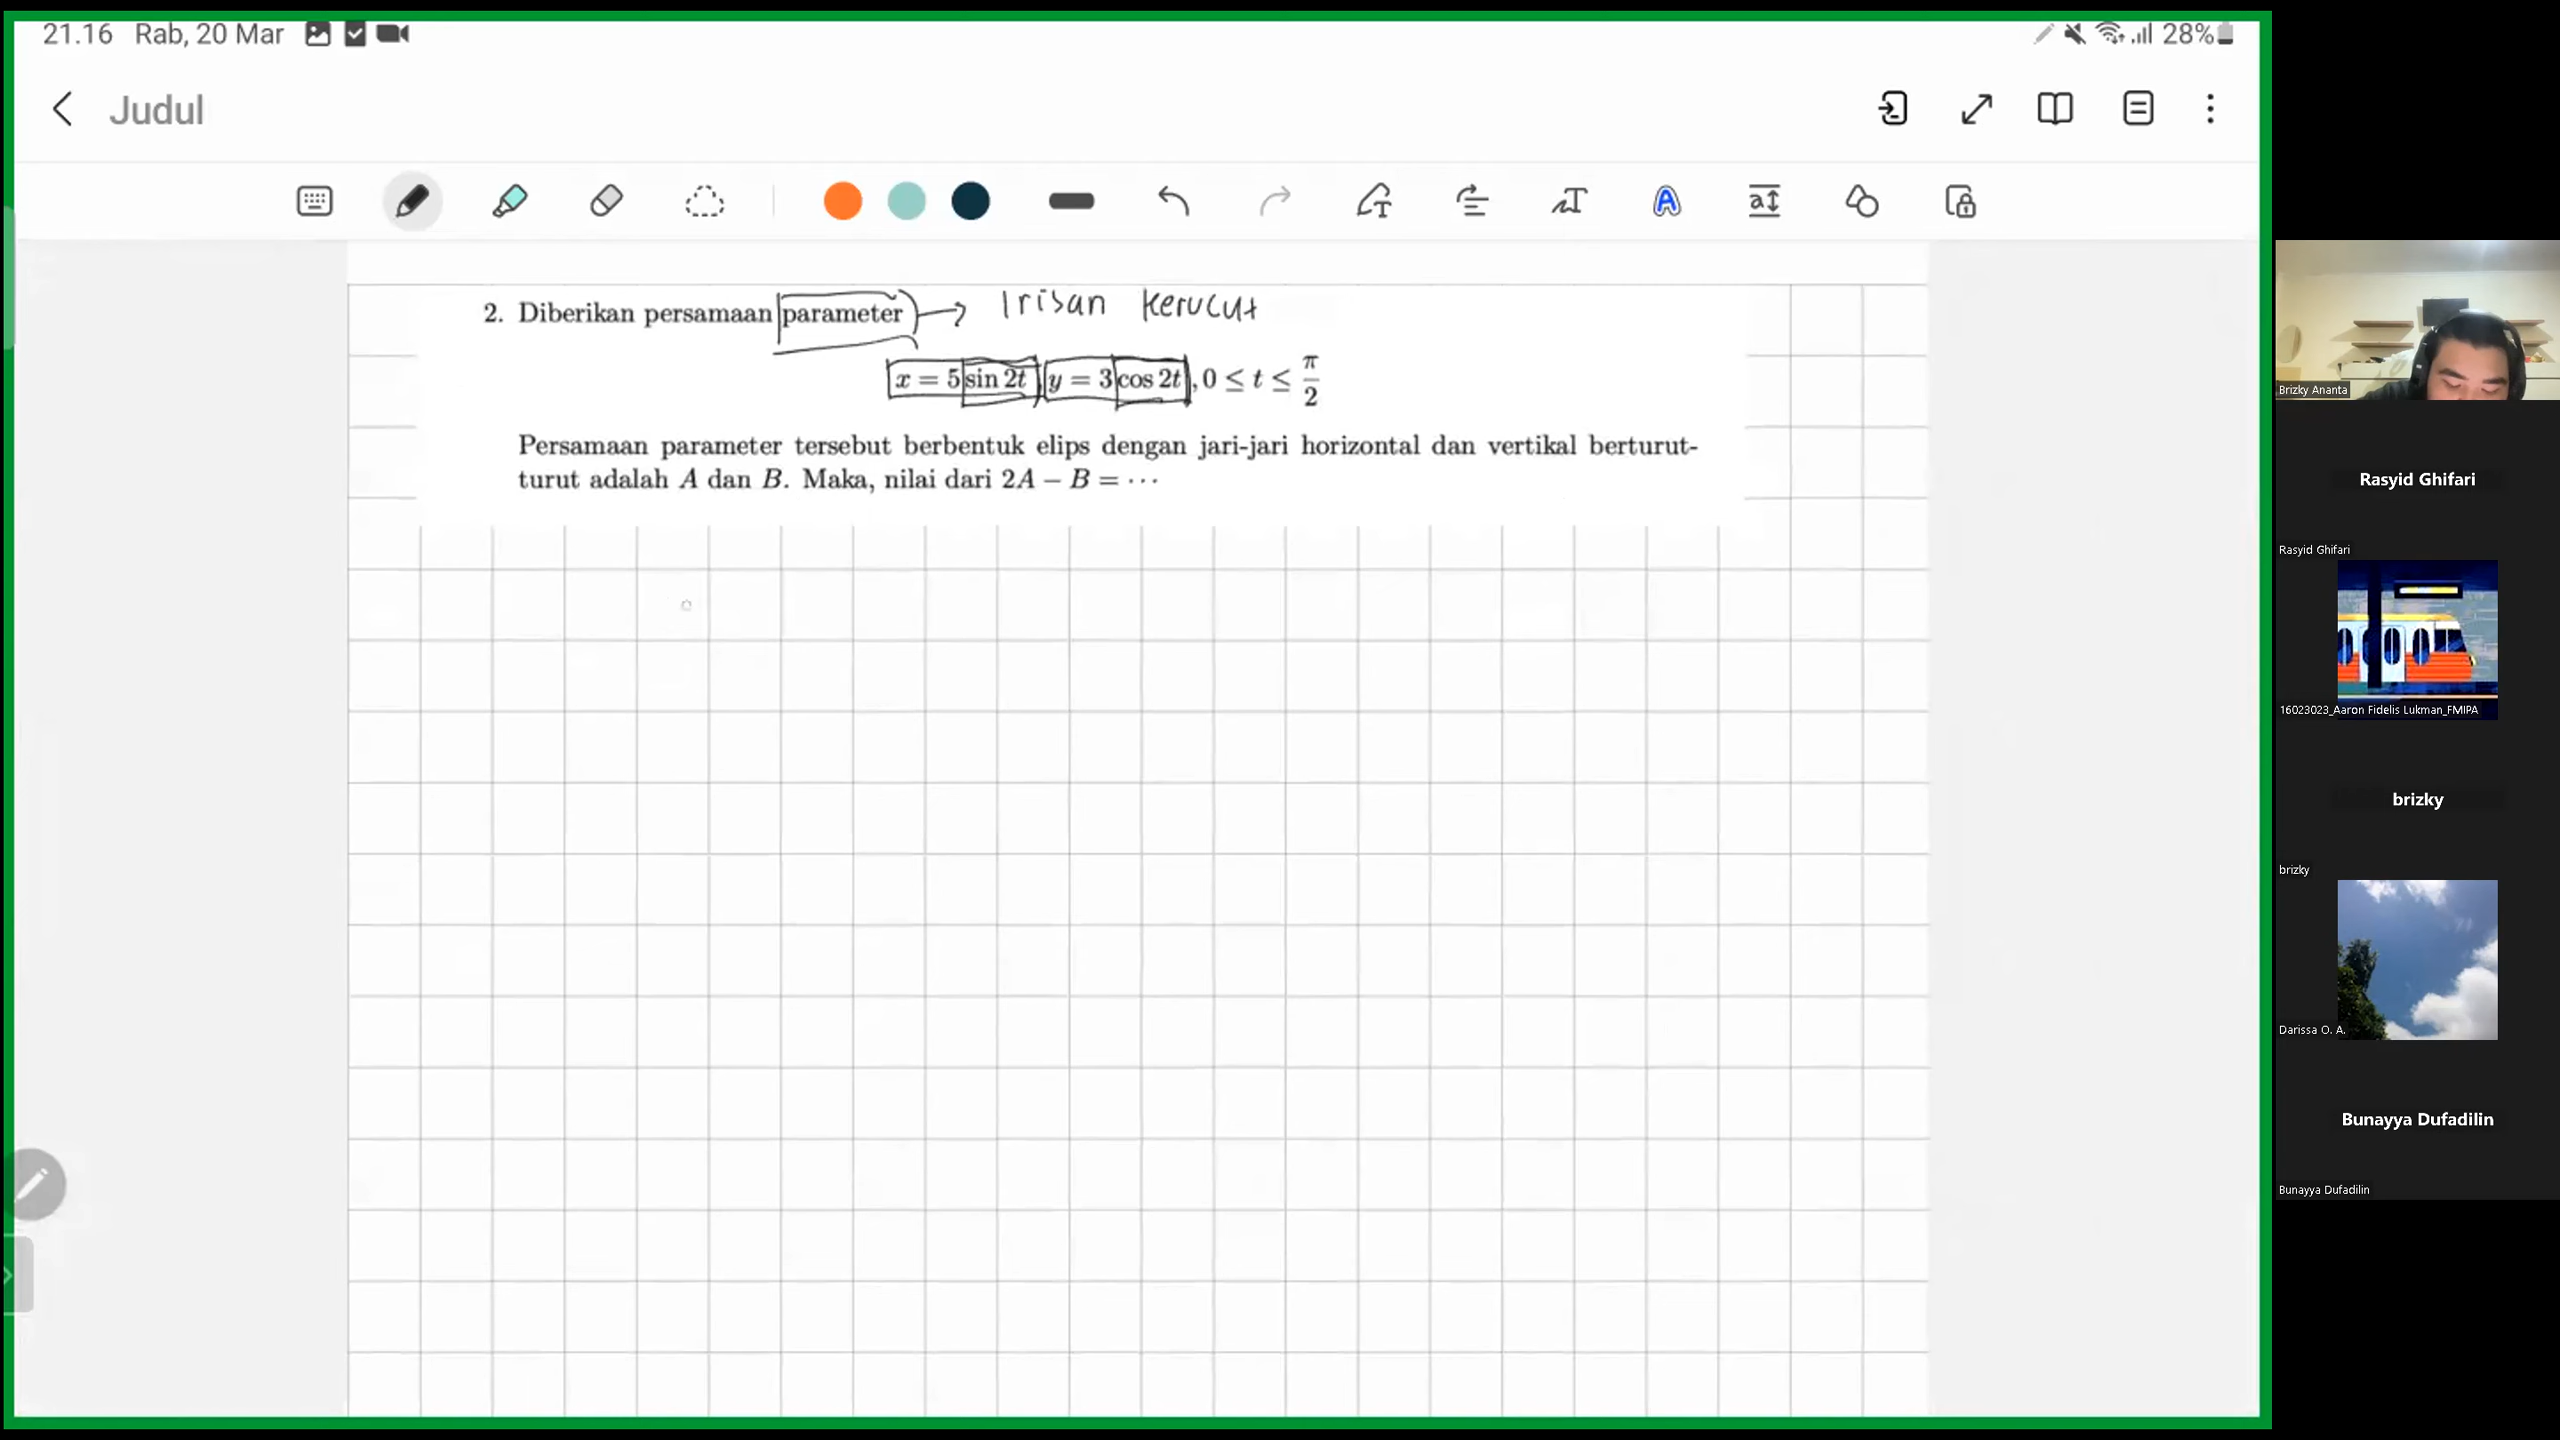 21.16 Rab, 20 Mar
28%
Judul
2. Diberikan persamaan parameter → Irisan Kerucut
x = 5 sin 2t, y = 3 cos 2t, 0 ≤ t ≤ π/2
Persamaan parameter tersebut berbentuk elips dengan jari-jari horizontal dan vertikal berturut-
turut adalah A dan B. Maka, nilai dari 2A − B = ⋯
Brizky Ananta
Rasyid Ghifari
Rasyid Ghifari
16023023_Aaron Fidelis Lukman_FMIPA
brizky
brizky
Darissa O. A.
Bunayya Dufadilin
Bunayya Dufadilin